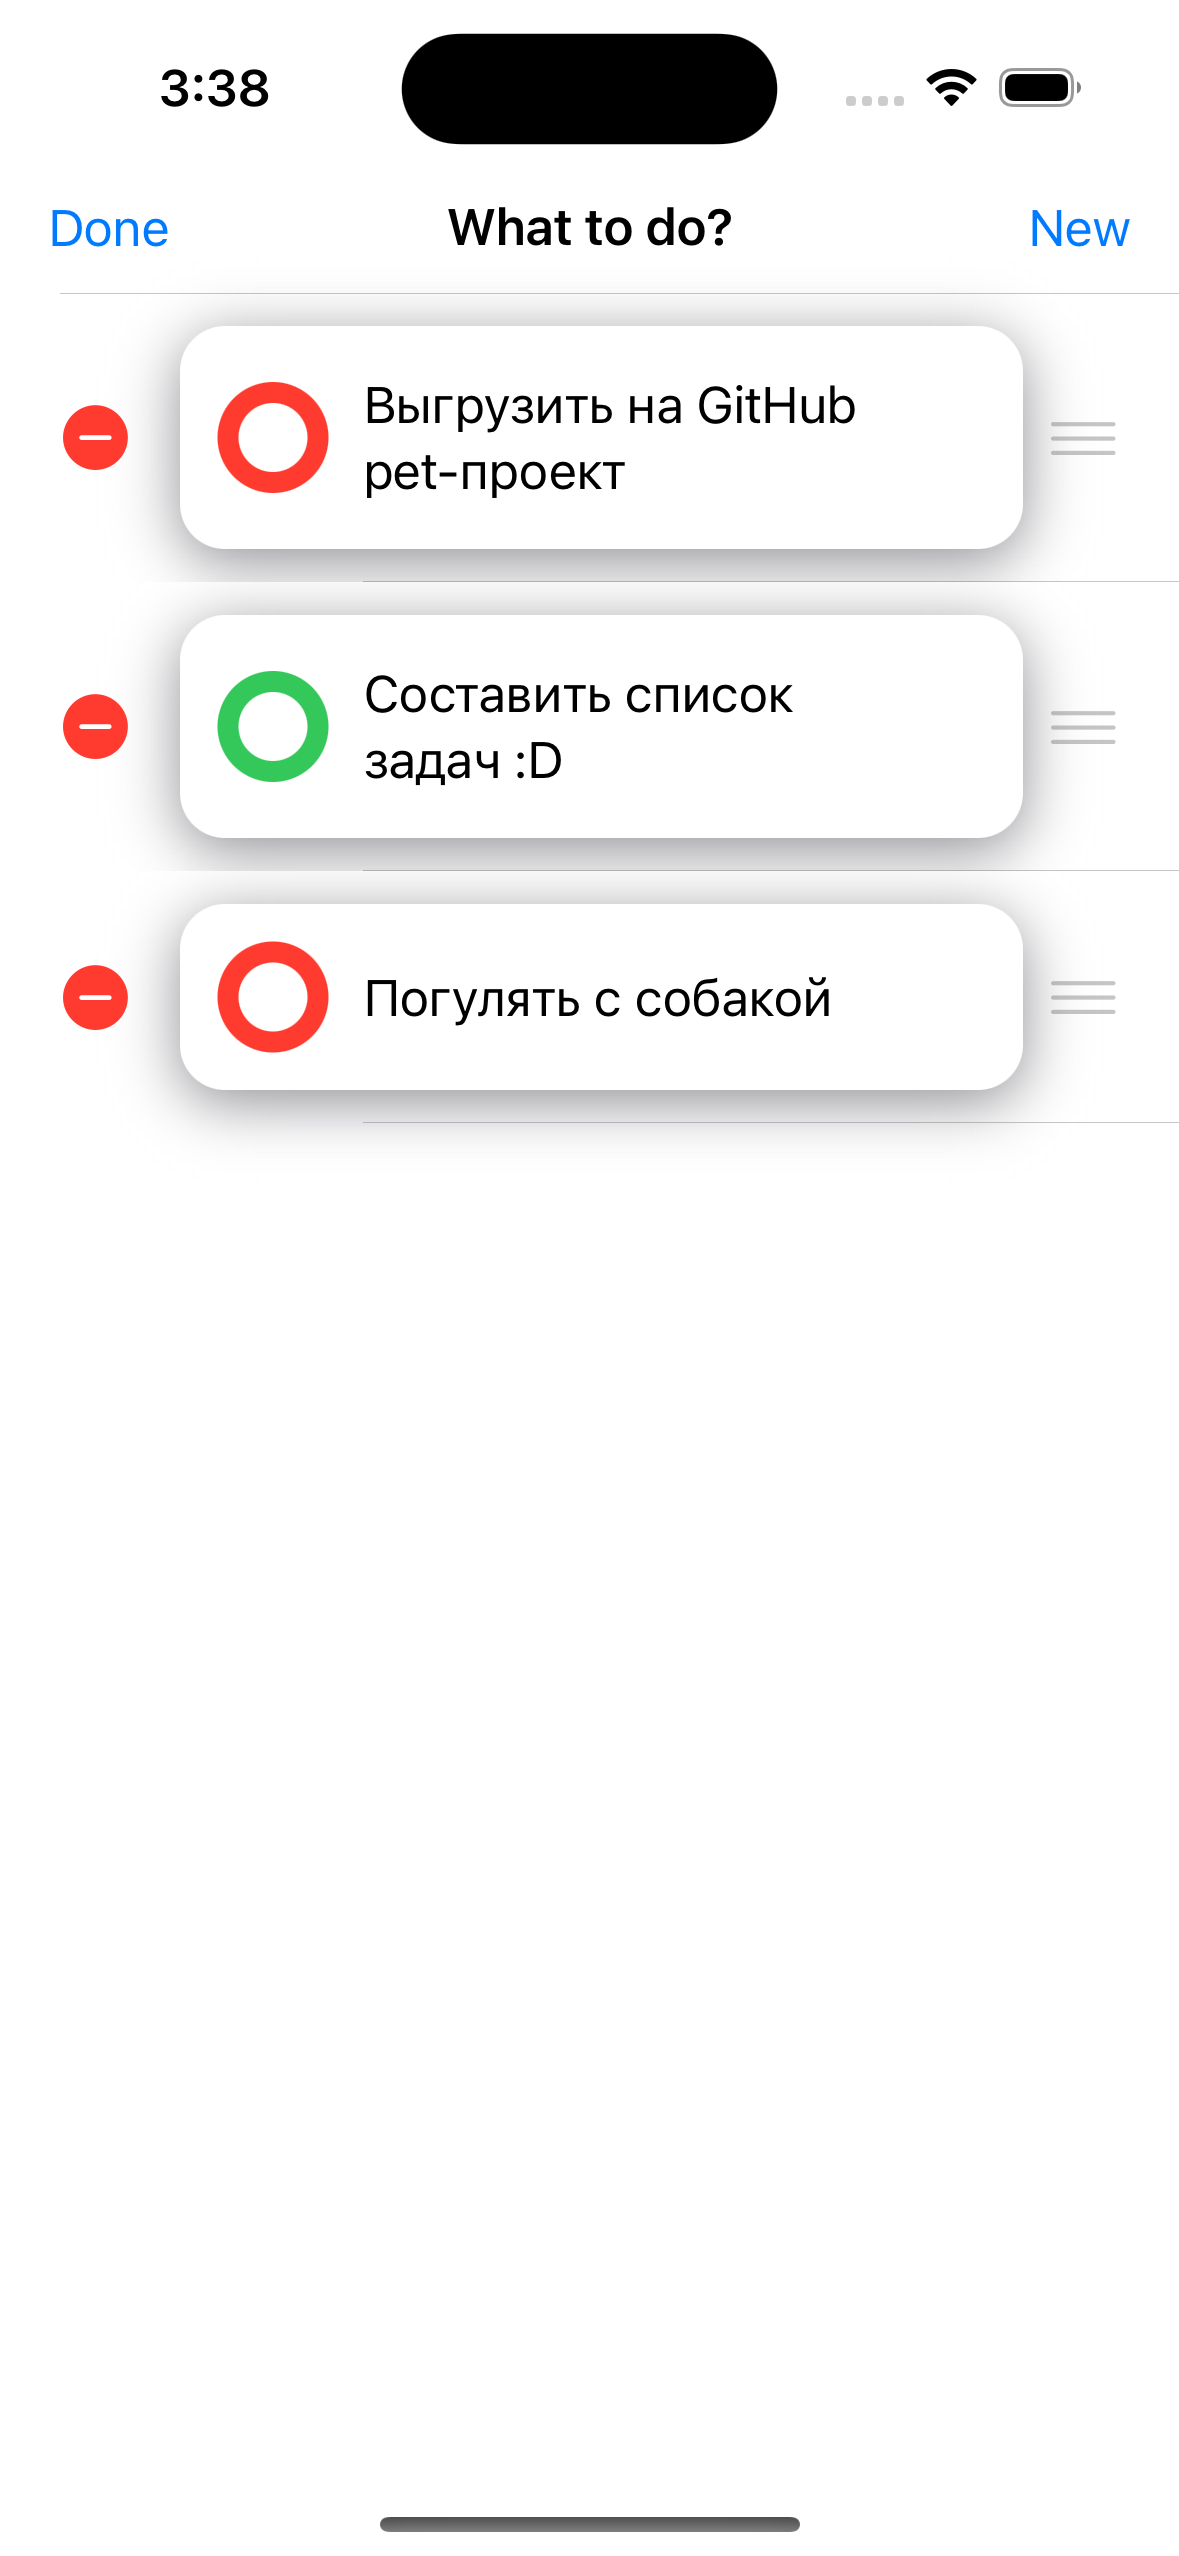 3:38
Done What to do? New
Выгрузить на GitHub
pet-проект
Составить список
задач :D
Погулять с собакой